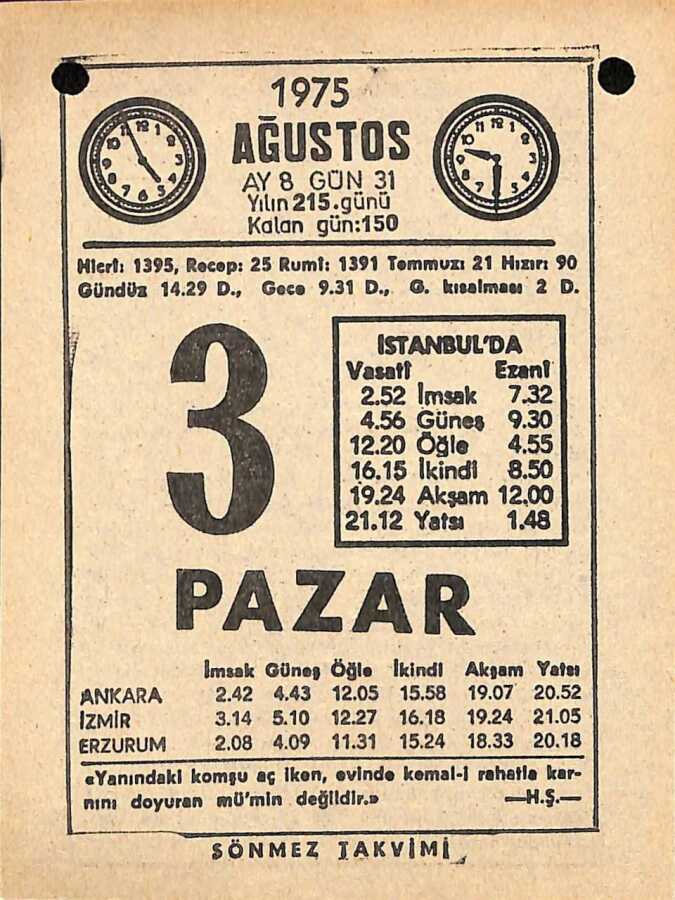 1975
AĞUSTOS
AY 8 GÜN 31
Yılın 215.günü
Kalan gün:150
Hicrî: 1395, Recep: 25 Rumî: 1391 Temmuz: 21 Hızır: 90
Gündüz 14.29 D., Gece 9.31 D., G. kısalması 2 D.
3
İSTANBUL'DA
Vasatî Ezanî
2.52 İmsak 7.32
4.56 Güneş 9.30
12.20 Öğle 4.55
16.15 İkindi 8.50
19.24 Akşam 12.00
21.12 Yatsı 1.48
PAZAR
İmsak Güneş Öğle İkindi Akşam Yatsı
ANKARA 2.42 4.43 12.05 15.58 19.07 20.52
İZMİR 3.14 5.10 12.27 16.18 19.24 21.05
ERZURUM 2.08 4.09 11.31 15.24 18.33 20.18
«Yanındaki komşu aç iken, evinde kemal-i rahatla kar-
nını doyuran mü'min değildir.» —H.Ş.—
SÖNMEZ TAKVİMİ